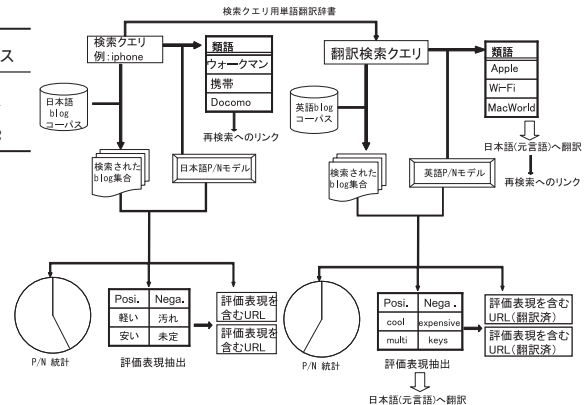 検索クエリ用単語翻訳辞書
ス
検索クエリ
例:iphone
類語
ウォークマン
携帯
Docomo
再検索へのリンク
日本語
blog
コーパス
検索された
blog集合
日本語P/Nモデル
P/N 統計
Posi. Nega.
軽い 汚れ
安い 未定
評価表現抽出
評価表現を
含むURL
評価表現を
含むURL
翻訳検索クエリ
類語
Apple
Wi-Fi
MacWorld
日本語(元言語)へ翻訳
再検索へのリンク
英語blog
コーパス
検索された
blog集合
英語P/Nモデル
P/N 統計
Posi. Nega.
cool expensive
multi keys
評価表現抽出
日本語(元言語)へ翻訳
評価表現を含む
URL(翻訳済)
評価表現を含む
URL(翻訳済)